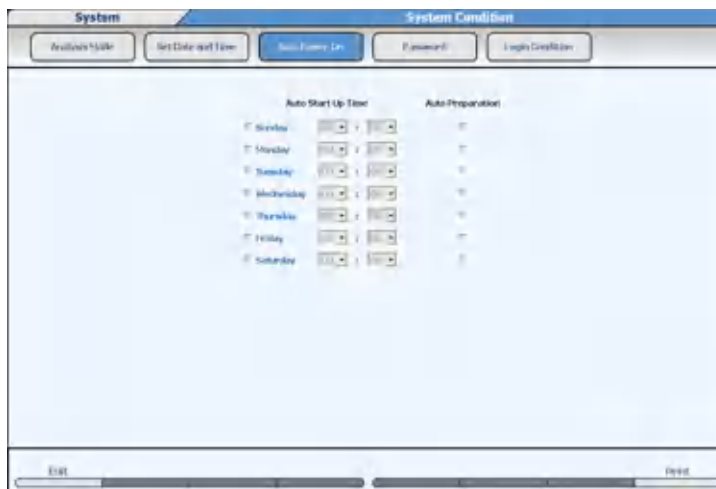 System System Condition
Analysis Mode Set Date and Time Auto Power On Password Login Condition
Auto Start Up Time Auto Preparation
Sunday :
Monday :
Tuesday :
Wednesday :
Thursday :
Friday :
Saturday :
Exit Print